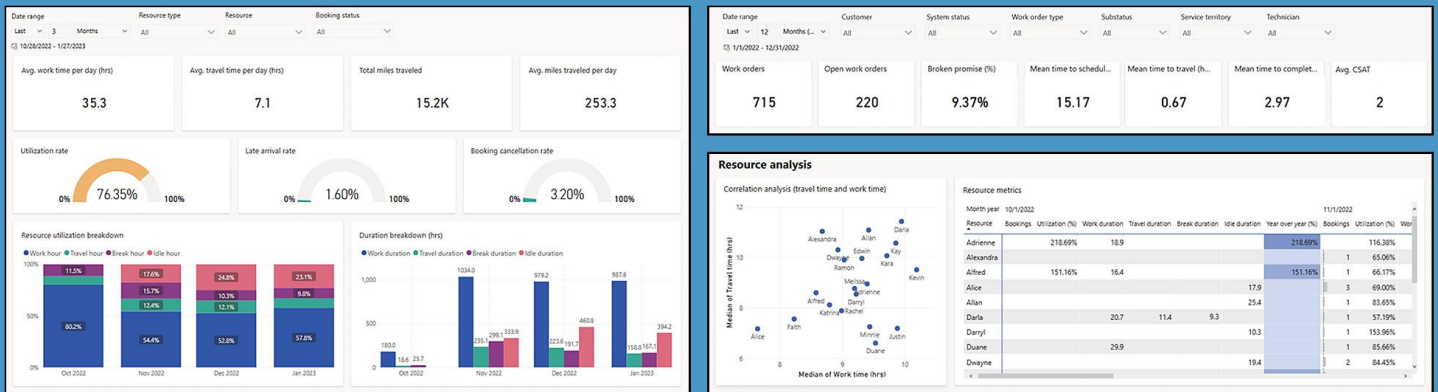 Date range Resource type Resource Booking status
Last 3 Months All All All
10/28/2022 - 1/27/2023
Avg. work time per day (hrs) Avg. travel time per day (hrs) Total miles traveled Avg. miles traveled per day
35.3 7.1 15.2K 253.3
Utilization rate Late arrival rate Booking cancellation rate
76.35% 1.60% 3.20%
0% 100% 0% 100% 0% 100%
Resource utilization breakdown
Work hour Travel hour Break hour Idle hour
100%
50%
0%
11.5% 17.6% 24.8% 23.1%
15.7% 10.3% 9.8%
12.4% 12.1%
80.2% 54.4% 52.8% 57.8%
Oct 2022 Nov 2022 Dec 2022 Jan 2023
Duration breakdown (hrs)
Work duration Travel duration Break duration Idle duration
1,000
500
0
180.0 18.6 25.7
1034.0 235.1 299.1 333.9
979.2 223.6 191.7 460.8
987.6 158.8 167.1 394.2
Oct 2022 Nov 2022 Dec 2022 Jan 2023
Date range Customer System status Work order type Substatus Service territory Technician
Last 12 Months (... All All All All All All
1/1/2022 - 12/31/2022
Work orders Open work orders Broken promise (%) Mean time to schedul... Mean time to travel (h... Mean time to complet... Avg. CSAT
715 220 9.37% 15.17 0.67 2.97 2
Resource analysis
Correlation analysis (travel time and work time)
Median of Travel time (hrs)
12
10
8
6
Darla
Alexandra
Allan
Kay
Dwayne
Edwin
Kara
Ramon
Kevin
Melissa
Adrienne
Alfred
Darryl
Katrina
Rachel
Faith
Alice
Minnie
Justin
Duane
8 9 10
Median of Work time (hrs)
Resource metrics
Month year 10/1/2022 11/1/2022
Resource Bookings Utilization (%) Work duration Travel duration Break duration Idle duration Year over year (%) Bookings Utilization (%) Wor
Adrienne 218.69% 18.9 218.69% 116.38%
Alexandra 1 65.06%
Alfred 151.16% 16.4 151.16% 1 66.17%
Alice 17.9 3 69.00%
Allan 25.4 1 83.65%
Darla 20.7 11.4 9.3 1 57.19%
Darryl 10.3 1 153.96%
Duane 29.9 1 85.66%
Dwayne 19.4 2 84.45%